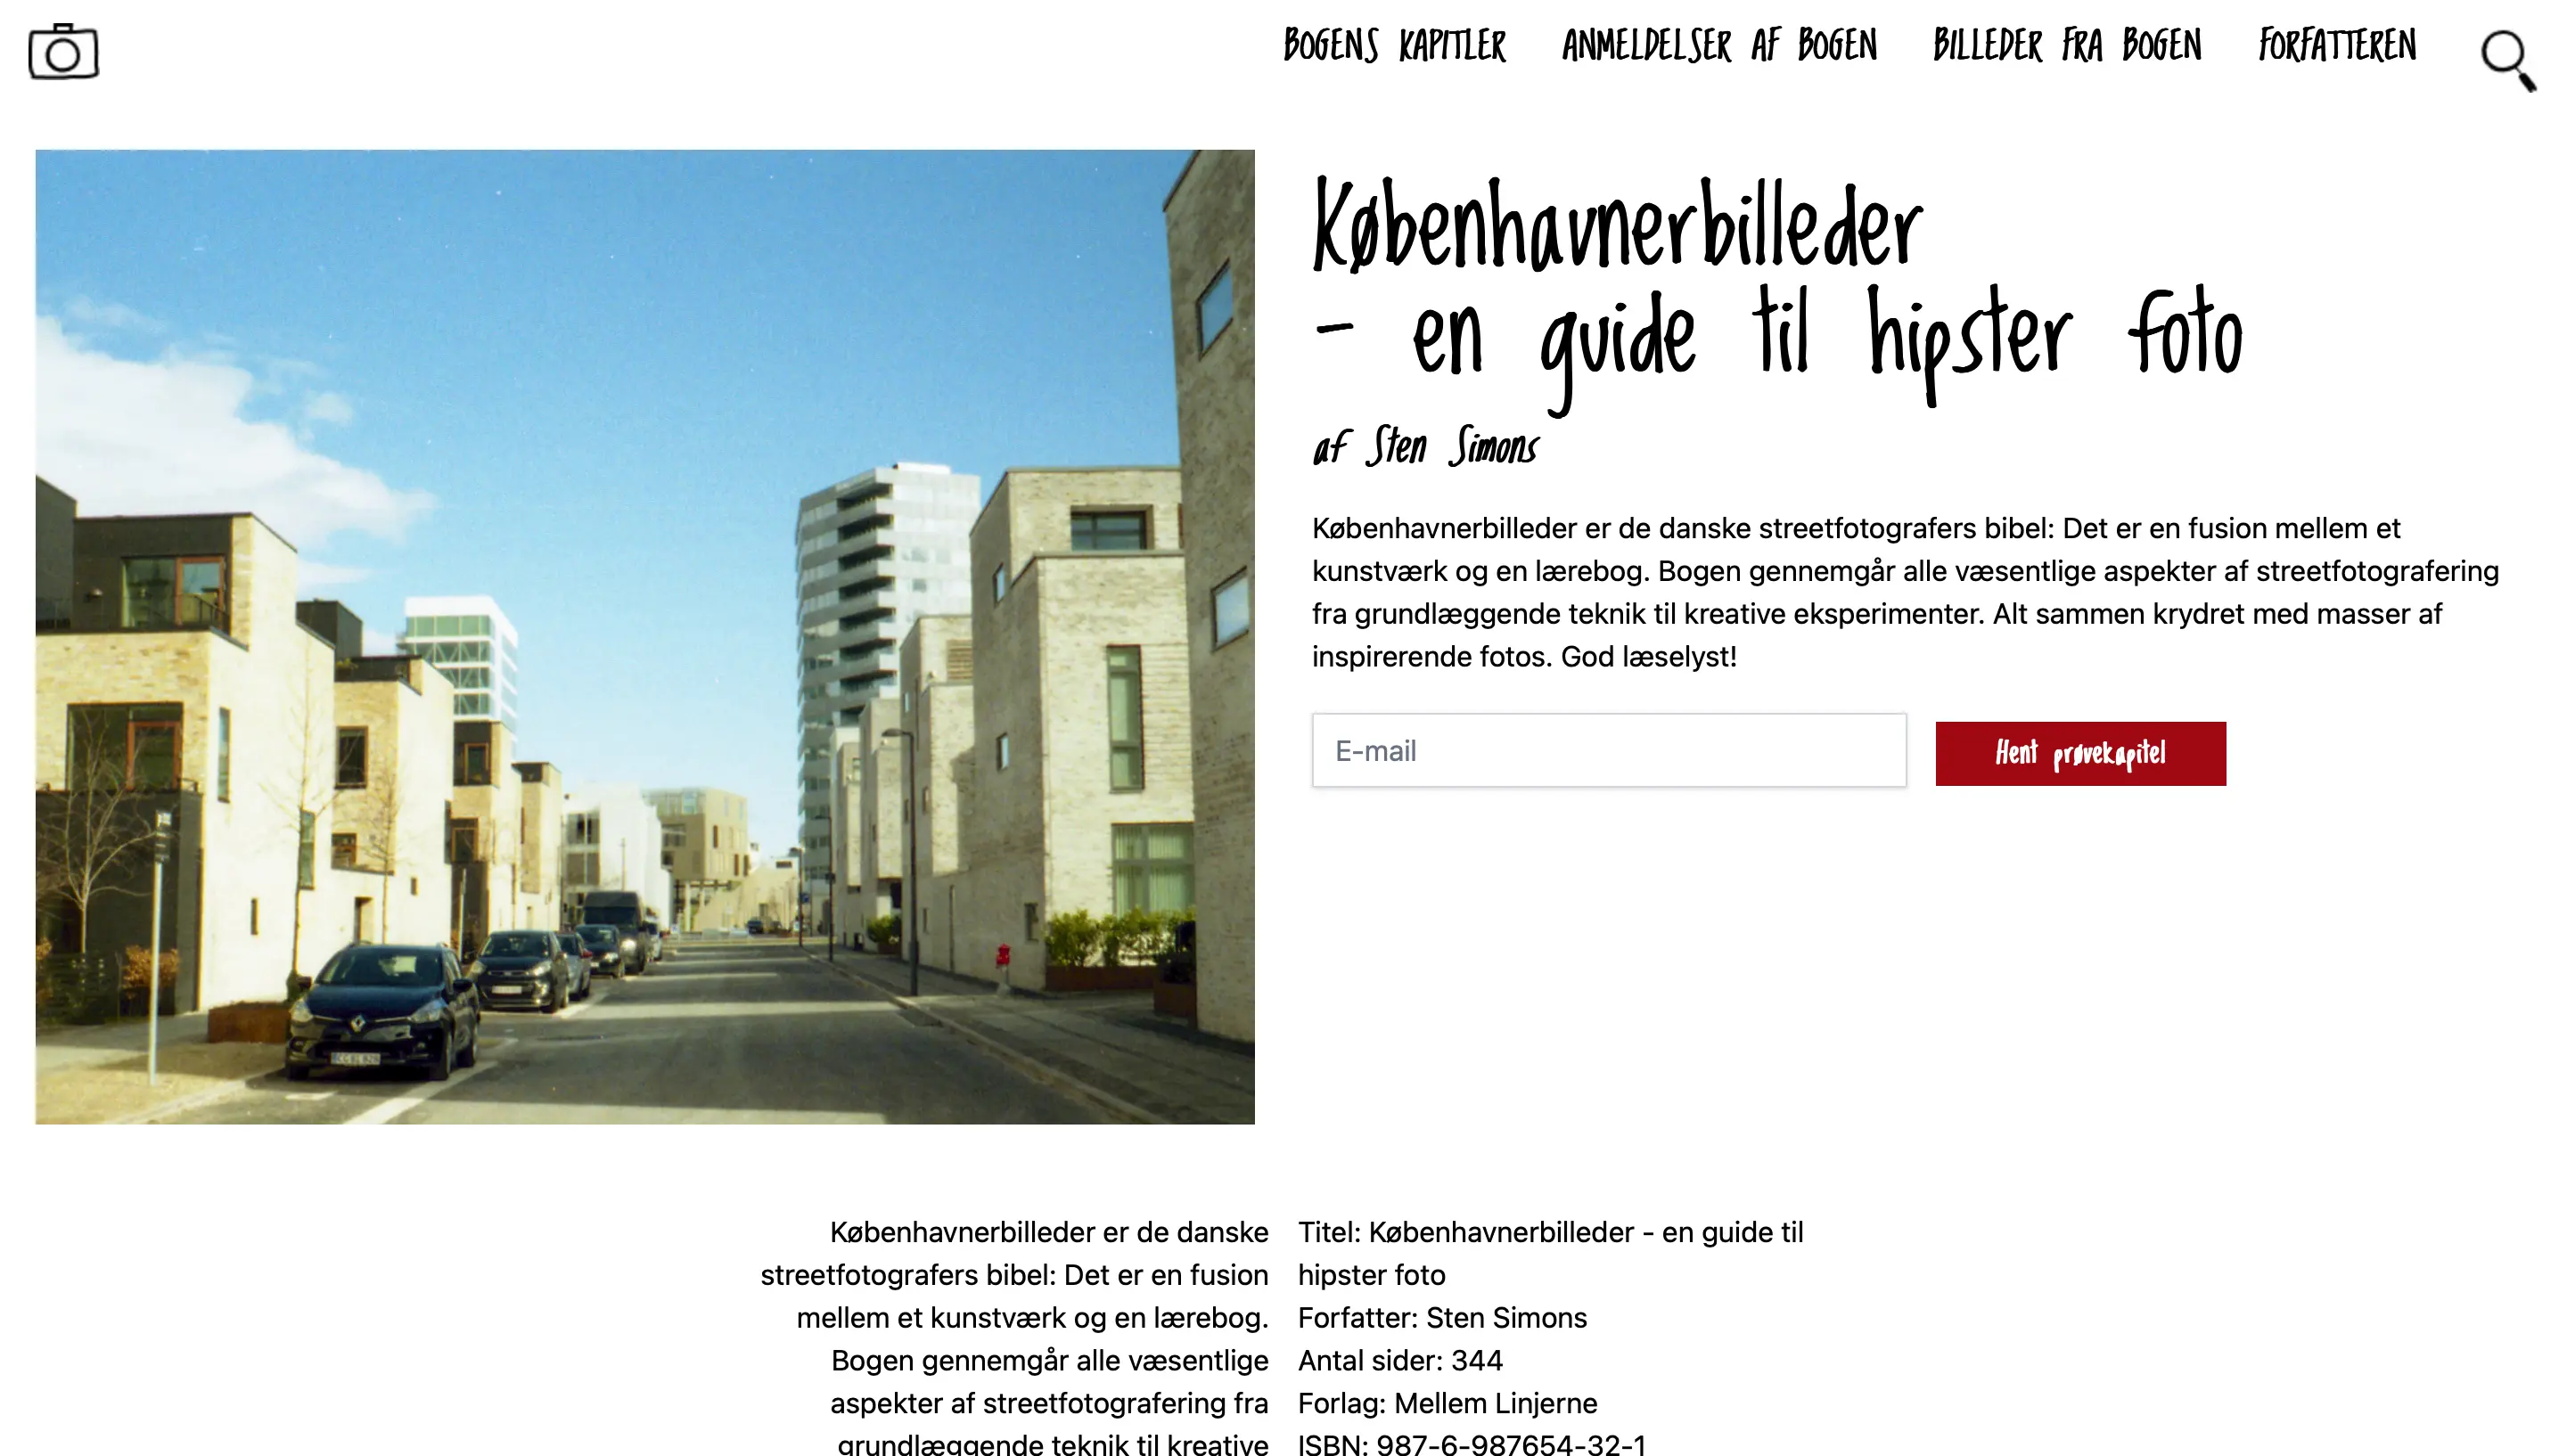 BOGENS KAPITLER
ANMELDELSER AF BOGEN
BILLEDER FRA BOGEN
FORFATTEREN
Københavnerbilleder
- en guide til hipster foto
af Sten Simons
Københavnerbilleder er de danske streetfotografers bibel: Det er en fusion mellem et
kunstværk og en lærebog. Bogen gennemgår alle væsentlige aspekter af streetfotografering
fra grundlæggende teknik til kreative eksperimenter. Alt sammen krydret med masser af
inspirerende fotos. God læselyst!
E-mail
Hent prøvekapitel
Københavnerbilleder er de danske
streetfotografers bibel: Det er en fusion
mellem et kunstværk og en lærebog.
Bogen gennemgår alle væsentlige
aspekter af streetfotografering fra
grundlæggende teknik til kreative
Titel: Københavnerbilleder - en guide til
hipster foto
Forfatter: Sten Simons
Antal sider: 344
Forlag: Mellem Linjerne
ISBN: 987-6-987654-32-1